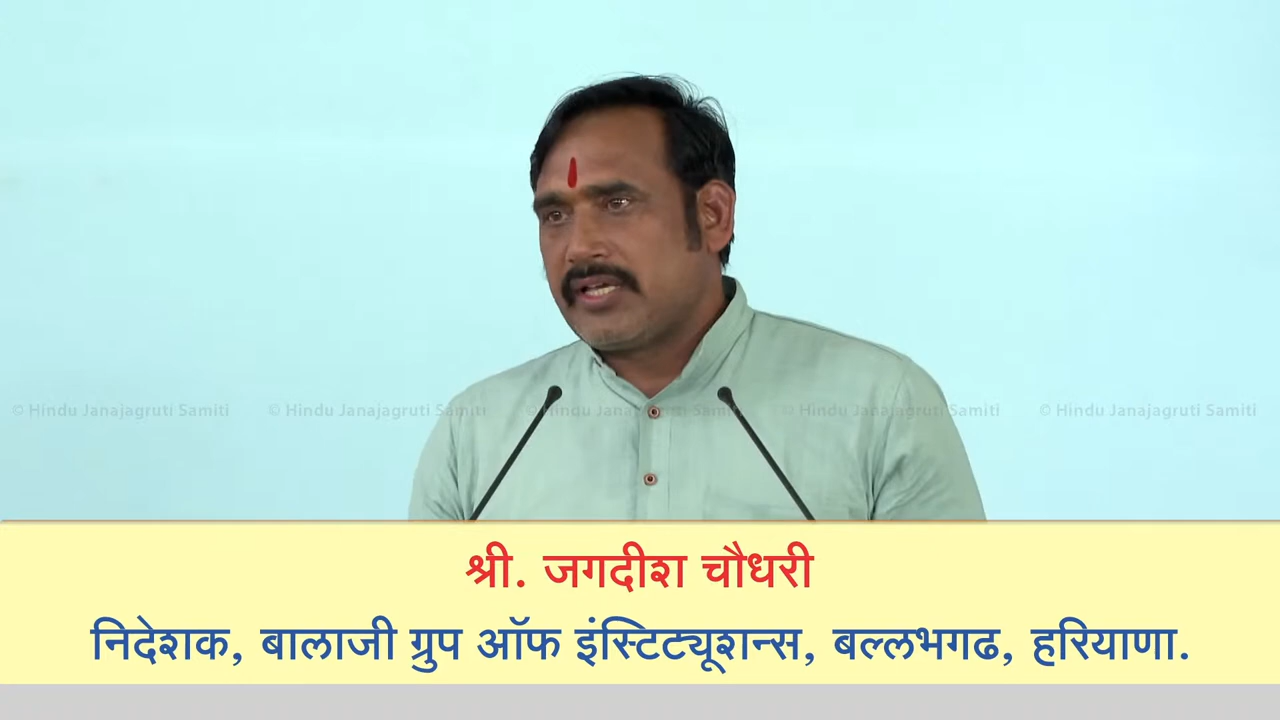 © Hindu Janajagruti Samiti © Hindu Janajagruti Samiti © Hindu Janajagruti Samiti © Hindu Janajagruti Samiti © Hindu Janajagruti Samiti
श्री. जगदीश चौधरी
निदेशक, बालाजी ग्रुप ऑफ इंस्टिट्यूशन्स, बल्लभगढ, हरियाणा.